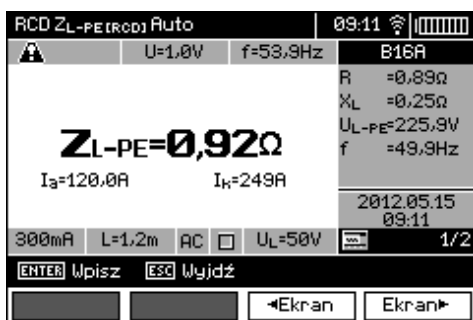 RCD ZL-PE[RCD] Auto 09:11
U=1,0V f=53,9Hz B16A
R =0,89Ω
XL =0,25Ω
UL-PE=225,9V
f =49,9Hz
ZL-PE=0,92Ω
Ia=120,0A Ik=249A
2012.05.15
09:11
300mA L=1,2m AC UL=50V 1/2
ENTER Wpisz ESC Wyjdź
◄Ekran Ekran►